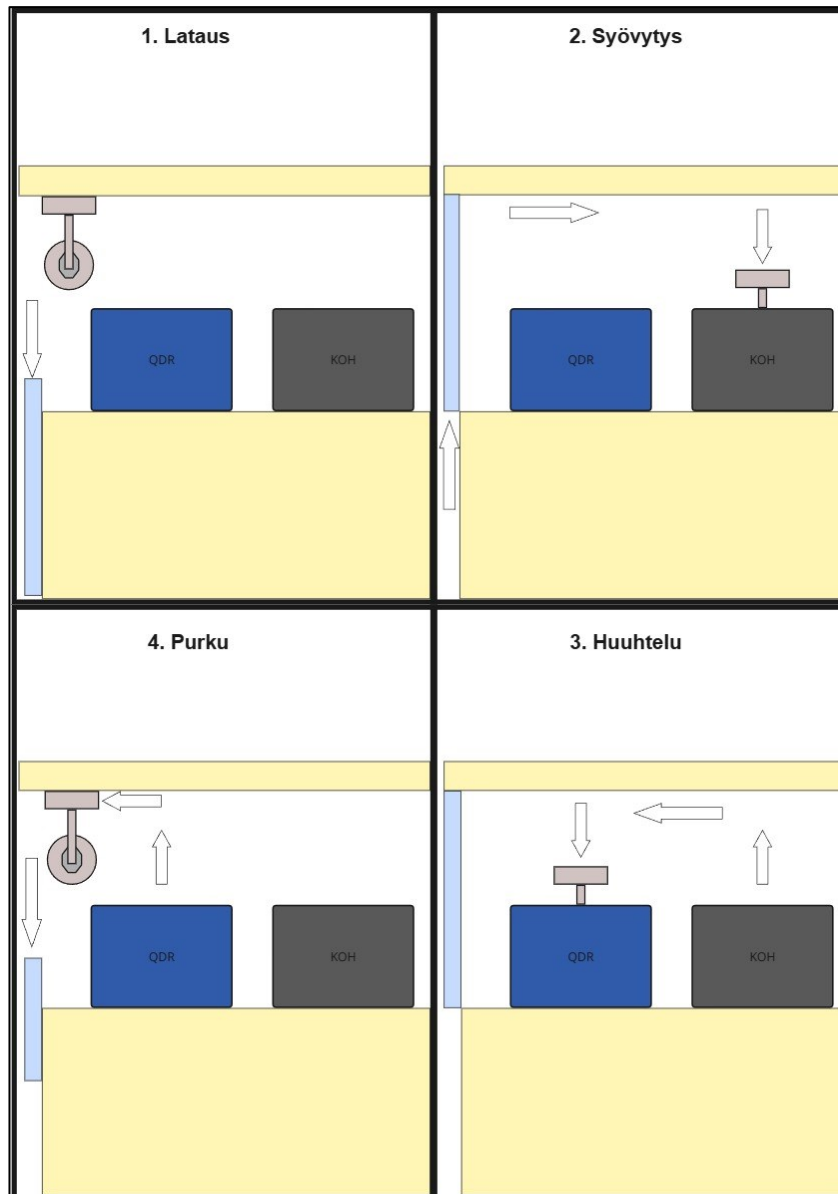 1. Lataus
2. Syövytys
QDR
KOH
QDR
KOH
4. Purku
3. Huuhtelu
QDR
KOH
QDR
KOH